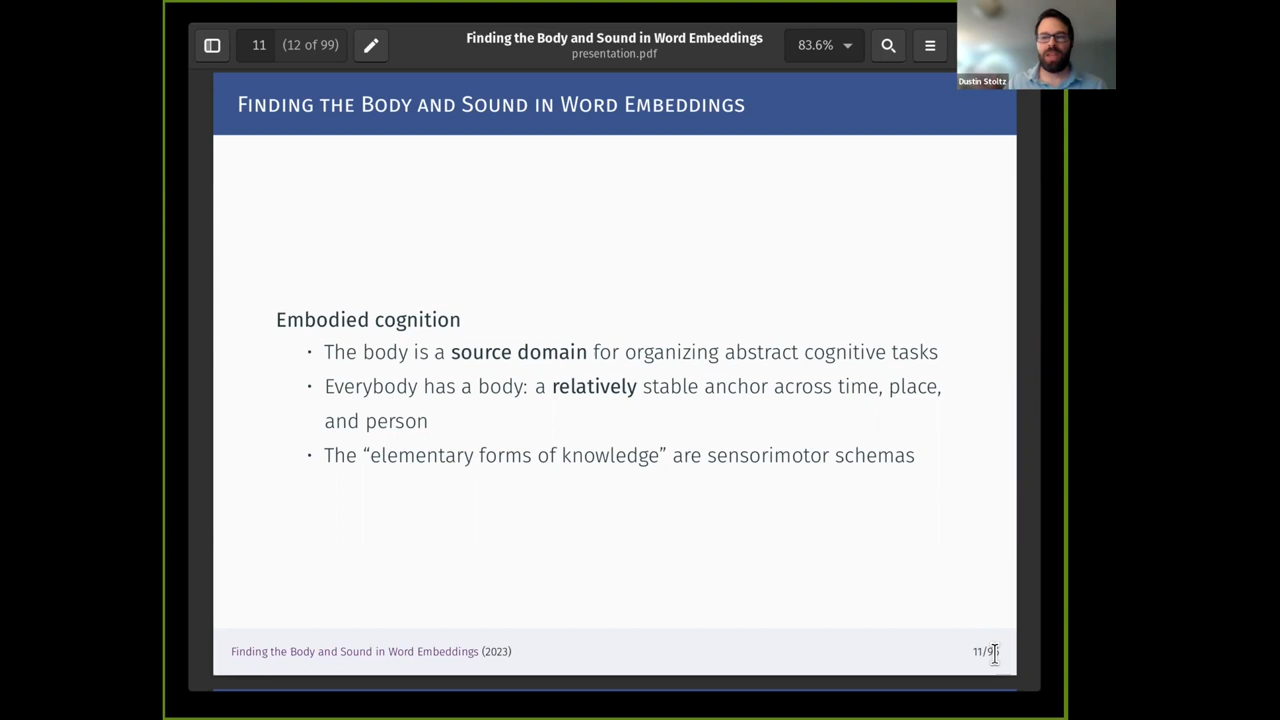 11 (12 of 99)
Finding the Body and Sound in Word Embeddings
presentation.pdf
83.6%
Dustin Stoltz
Finding the Body and Sound in Word Embeddings
Embodied cognition
• The body is a source domain for organizing abstract cognitive tasks
• Everybody has a body: a relatively stable anchor across time, place,
and person
• The “elementary forms of knowledge” are sensorimotor schemas
Finding the Body and Sound in Word Embeddings (2023)